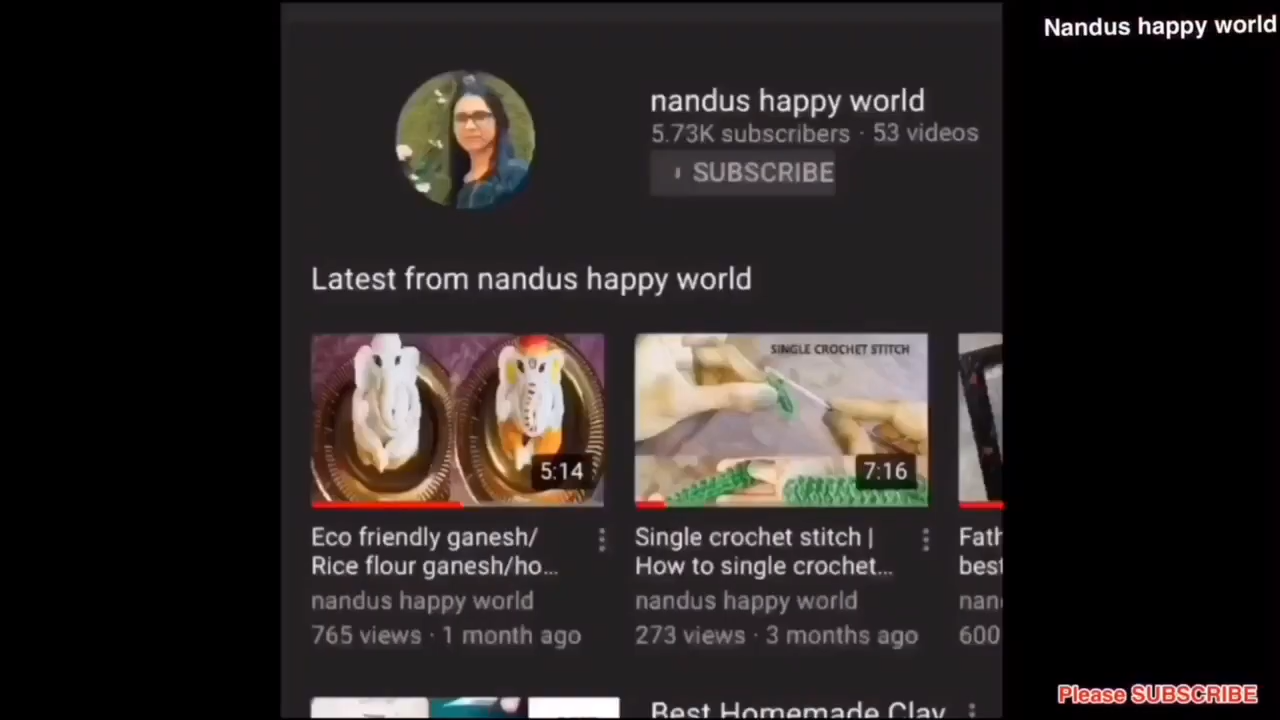 Nandus happy world
nandus happy world
5.73K subscribers · 53 videos
SUBSCRIBE
Latest from nandus happy world
SINGLE CROCHET STITCH
5:14
7:16
Eco friendly ganesh/
Rice flour ganesh/ho...
nandus happy world
765 views · 1 month ago
Single crochet stitch |
How to single crochet...
nandus happy world
273 views · 3 months ago
600
Best Homemade Clay
Please SUBSCRIBE